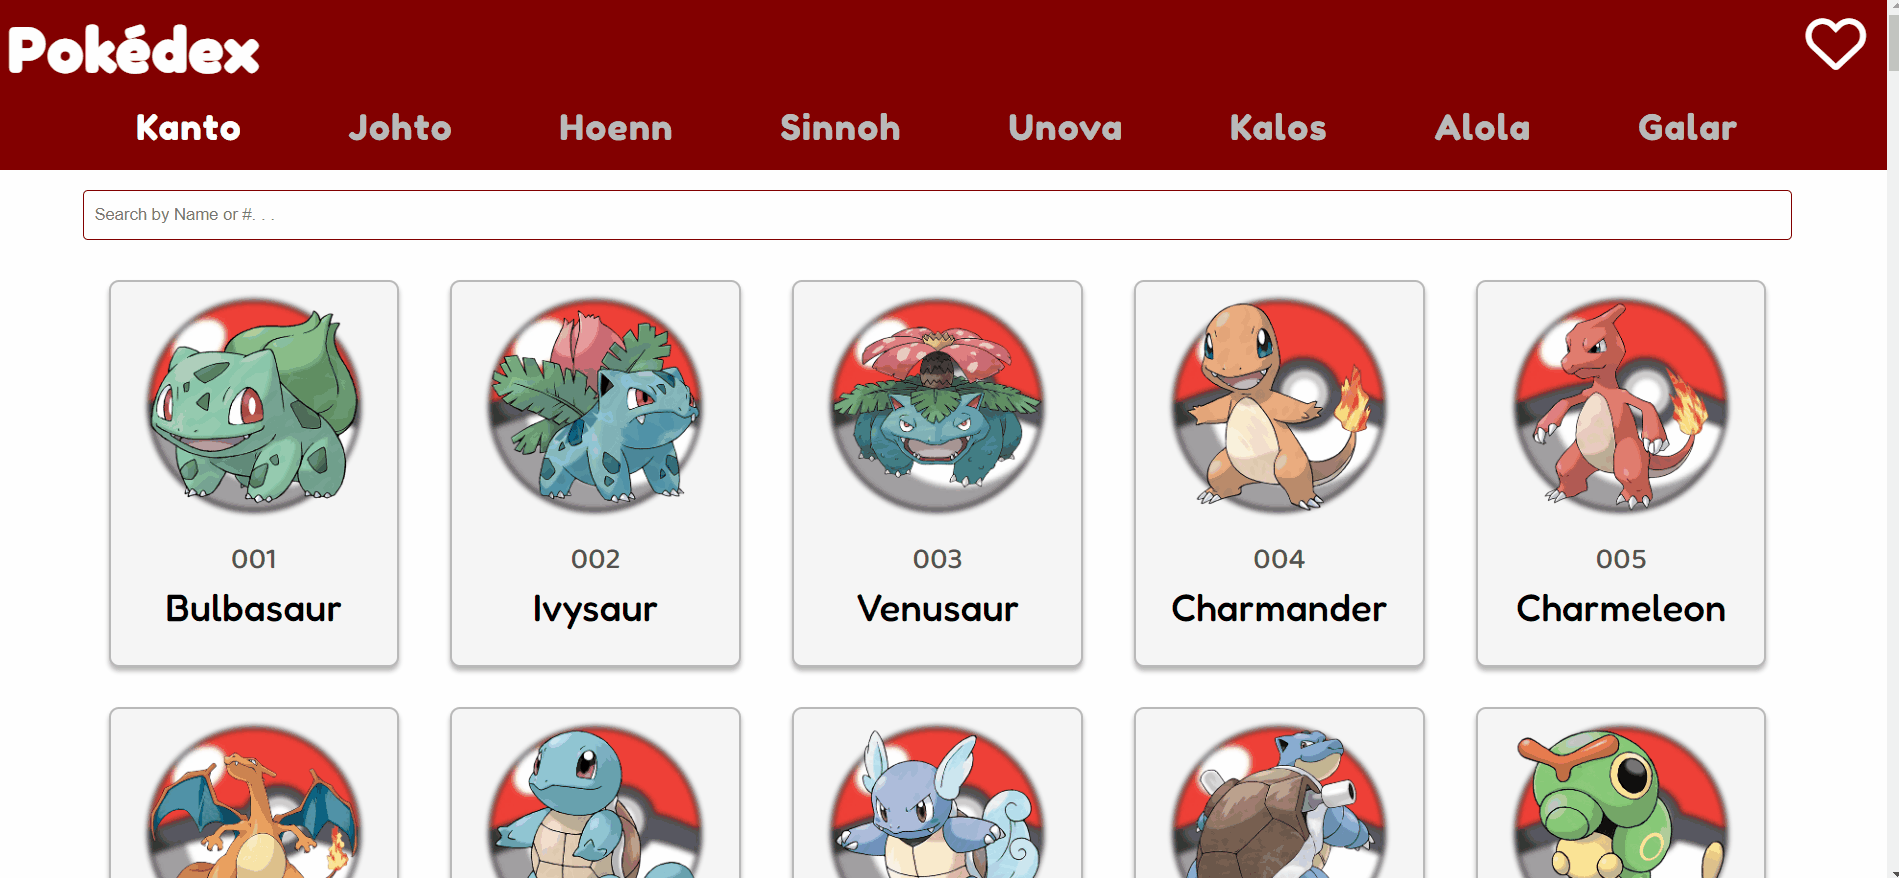 Pokédex
Kanto Johto Hoenn Sinnoh Unova Kalos Alola Galar
Search by Name or #. . .
001 002 003 004 005
Bulbasaur Ivysaur Venusaur Charmander Charmeleon